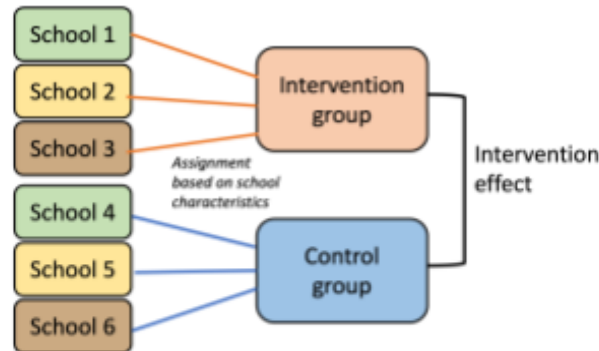 School 1
School 2
School 3
School 4
School 5
School 6
Assignment
based on school
characteristics
Intervention
group
Control
group
Intervention
effect